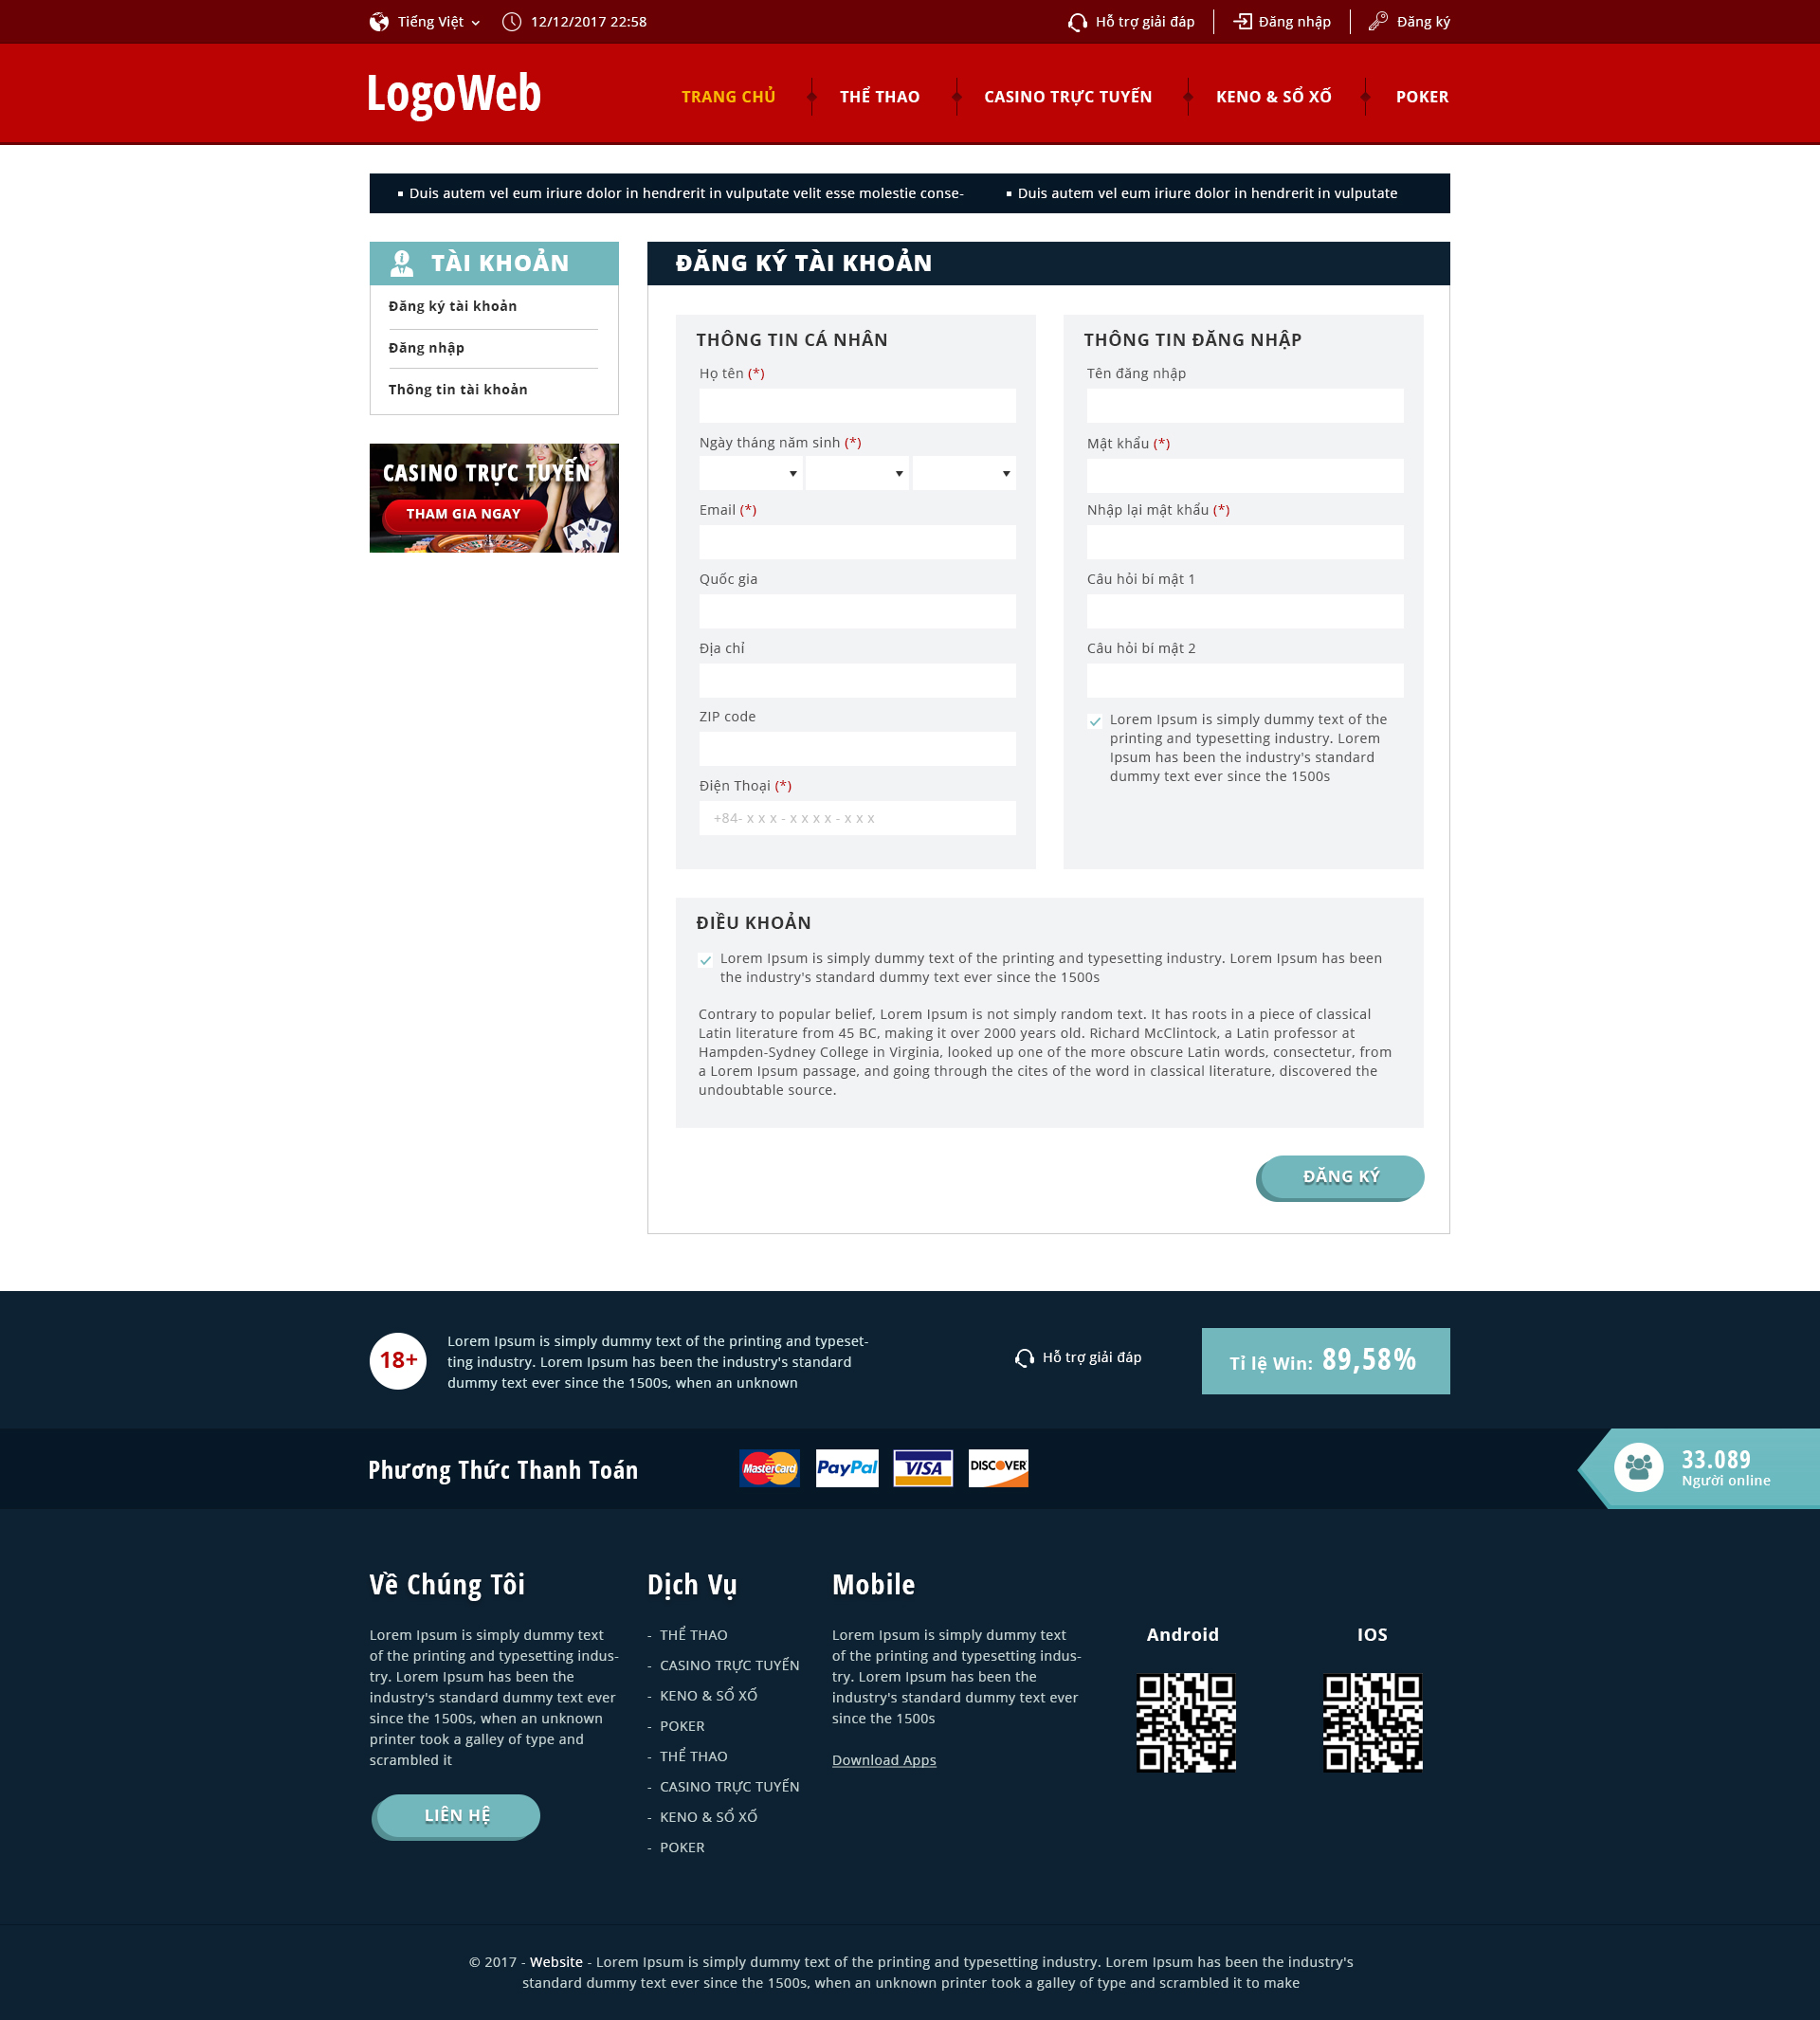 Tiếng Việt
12/12/2017 22:58
Hỗ trợ giải đáp
Đăng nhập
Đăng ký
LogoWeb
TRANG CHỦ
THỂ THAO
CASINO TRỰC TUYẾN
KENO & SỔ XỐ
POKER
Duis autem vel eum iriure dolor in hendrerit in vulputate velit esse molestie conse-
Duis autem vel eum iriure dolor in hendrerit in vulputate
TÀI KHOẢN
Đăng ký tài khoản
Đăng nhập
Thông tin tài khoản
CASINO TRỰC TUYẾN
THAM GIA NGAY
ĐĂNG KÝ TÀI KHOẢN
THÔNG TIN CÁ NHÂN
Họ tên (*)
Ngày tháng năm sinh (*)
Email (*)
Quốc gia
Địa chỉ
ZIP code
Điện Thoại (*)
+84- x x x - x x x x - x x x
THÔNG TIN ĐĂNG NHẬP
Tên đăng nhập
Mật khẩu (*)
Nhập lại mật khẩu (*)
Câu hỏi bí mật 1
Câu hỏi bí mật 2
Lorem Ipsum is simply dummy text of the
printing and typesetting industry. Lorem
Ipsum has been the industry's standard
dummy text ever since the 1500s
ĐIỀU KHOẢN
Lorem Ipsum is simply dummy text of the printing and typesetting industry. Lorem Ipsum has been
the industry's standard dummy text ever since the 1500s
Contrary to popular belief, Lorem Ipsum is not simply random text. It has roots in a piece of classical
Latin literature from 45 BC, making it over 2000 years old. Richard McClintock, a Latin professor at
Hampden-Sydney College in Virginia, looked up one of the more obscure Latin words, consectetur, from
a Lorem Ipsum passage, and going through the cites of the word in classical literature, discovered the
undoubtable source.
ĐĂNG KÝ
18+
Lorem Ipsum is simply dummy text of the printing and typeset-
ting industry. Lorem Ipsum has been the industry's standard
dummy text ever since the 1500s, when an unknown
Hỗ trợ giải đáp
Tỉ lệ Win: 89,58%
Phương Thức Thanh Toán
MasterCard
PayPal
VISA
DISCOVER
33.089
Người online
Về Chúng Tôi
Lorem Ipsum is simply dummy text
of the printing and typesetting indus-
try. Lorem Ipsum has been the
industry's standard dummy text ever
since the 1500s, when an unknown
printer took a galley of type and
scrambled it
LIÊN HỆ
Dịch Vụ
- THỂ THAO
- CASINO TRỰC TUYẾN
- KENO & SỔ XỐ
- POKER
- THỂ THAO
- CASINO TRỰC TUYẾN
- KENO & SỔ XỐ
- POKER
Mobile
Lorem Ipsum is simply dummy text
of the printing and typesetting indus-
try. Lorem Ipsum has been the
industry's standard dummy text ever
since the 1500s
Download Apps
Android
IOS
© 2017 - Website - Lorem Ipsum is simply dummy text of the printing and typesetting industry. Lorem Ipsum has been the industry's
standard dummy text ever since the 1500s, when an unknown printer took a galley of type and scrambled it to make